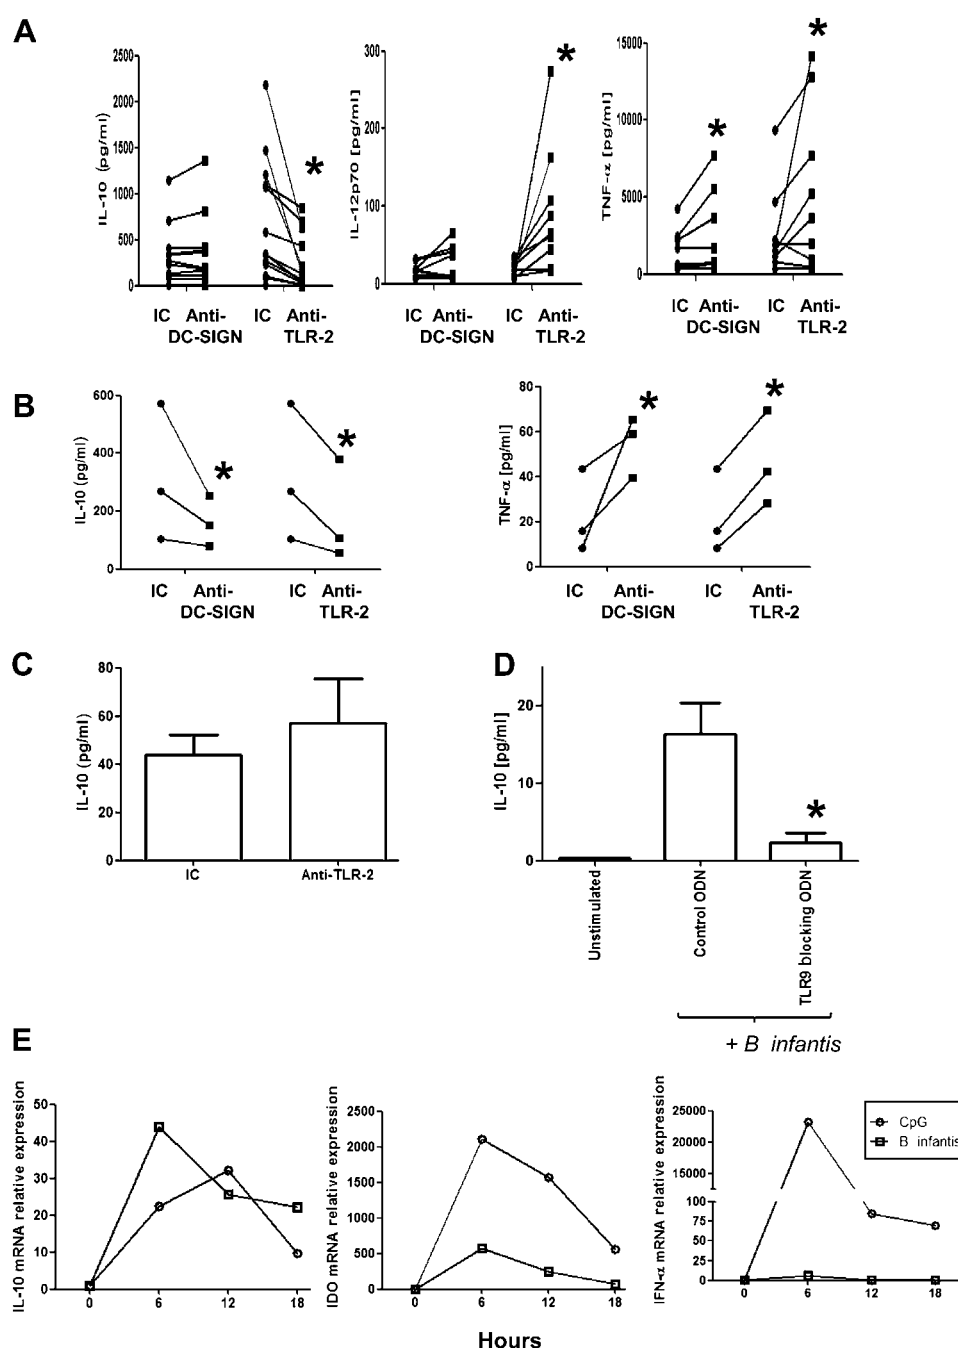 A
IL-10 (pg/ml)
2500
2000
1500
1000
500
0
IC Anti-DC-SIGN
IC Anti-TLR-2
*
IL-12p70 [pg/ml]
300
200
100
0
IC Anti-DC-SIGN
IC Anti-TLR-2
*
TNF-α [pg/ml]
15000
10000
5000
0
IC Anti-DC-SIGN
IC Anti-TLR-2
*
*
B
IL-10 (pg/ml)
600
400
200
0
IC Anti-DC-SIGN
IC Anti-TLR-2
*
*
TNF-α [pg/ml]
80
60
40
20
0
IC Anti-DC-SIGN
IC Anti-TLR-2
*
*
C
IL-10 (pg/ml)
80
60
40
20
0
IC
Anti-TLR-2
D
IL-10 [pg/ml]
20
10
0
*
Unstimulated
Control ODN
TLR9 blocking ODN
+ B infantis
E
IL-10 mRNA relative expression
50
40
30
20
10
0
0 6 12 18
IDO mRNA relative expression
2500
2000
1500
1000
500
0
0 6 12 18
IFN-α mRNA relative expression
25000
20000
15000
100
75
50
25
0
0 6 12 18
CpG
B infantis
Hours